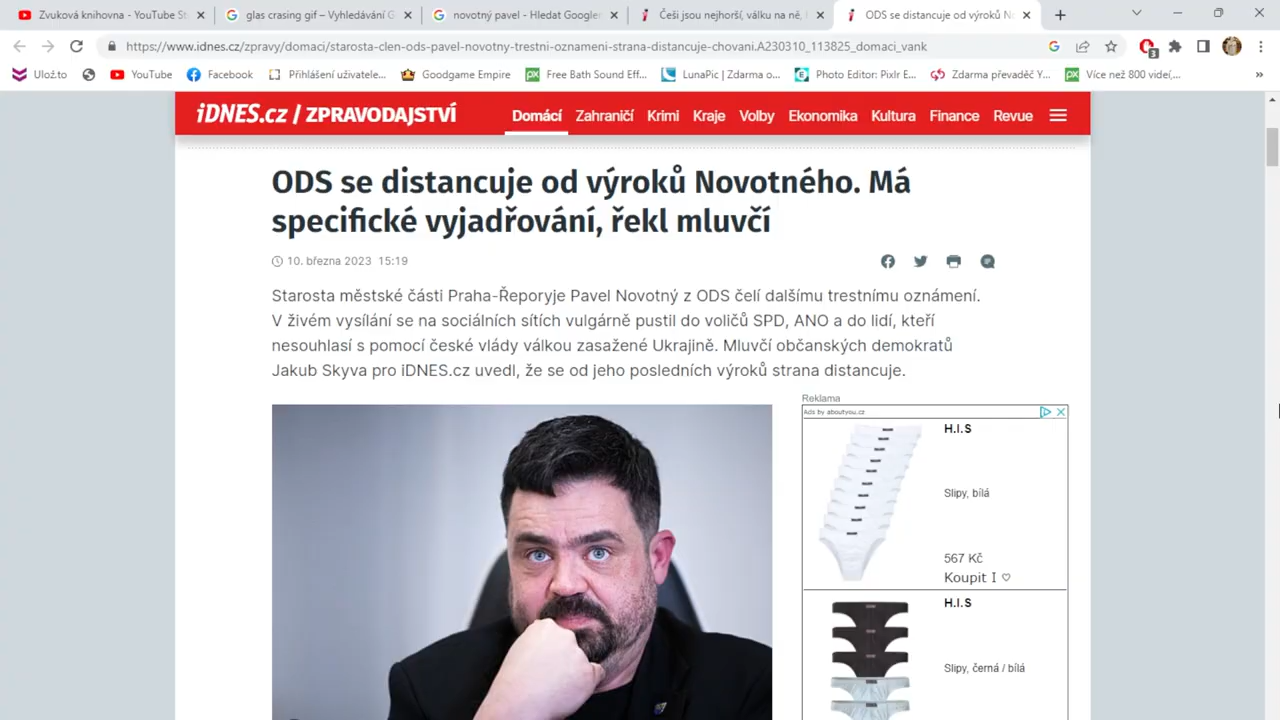 Zvuková knihovna - YouTube St
glas crasing gif – Vyhledávání G
novotný pavel - Hledat Googlem
Češi jsou nejhorší, válku na ně, l
ODS se distancuje od výroků No
https://www.idnes.cz/zpravy/domaci/starosta-clen-ods-pavel-novotny-trestni-oznameni-strana-distancuje-chovani.A230310_113825_domaci_vank
3
Ulož.to
YouTube
Facebook
Přihlášení uživatele...
Goodgame Empire
Free Bath Sound Eff...
LunaPic | Zdarma o...
Photo Editor: Pixlr E...
Zdarma převaděč Y...
Více než 800 videí,...
iDNES.cz / ZPRAVODAJSTVÍ
Domácí Zahraničí Krimi Kraje Volby Ekonomika Kultura Finance Revue
ODS se distancuje od výroků Novotného. Má
specifické vyjadřování, řekl mluvčí
10. března 2023 15:19
Starosta městské části Praha-Řeporyje Pavel Novotný z ODS čelí dalšímu trestnímu oznámení.
V živém vysílání se na sociálních sítích vulgárně pustil do voličů SPD, ANO a do lidí, kteří
nesouhlasí s pomocí české vlády válkou zasažené Ukrajině. Mluvčí občanských demokratů
Jakub Skyva pro iDNES.cz uvedl, že se od jeho posledních výroků strana distancuje.
Reklama
Ads by aboutyou.cz
H.I.S
Slipy, bílá
567 Kč
Koupit I ♡
H.I.S
Slipy, černá / bílá